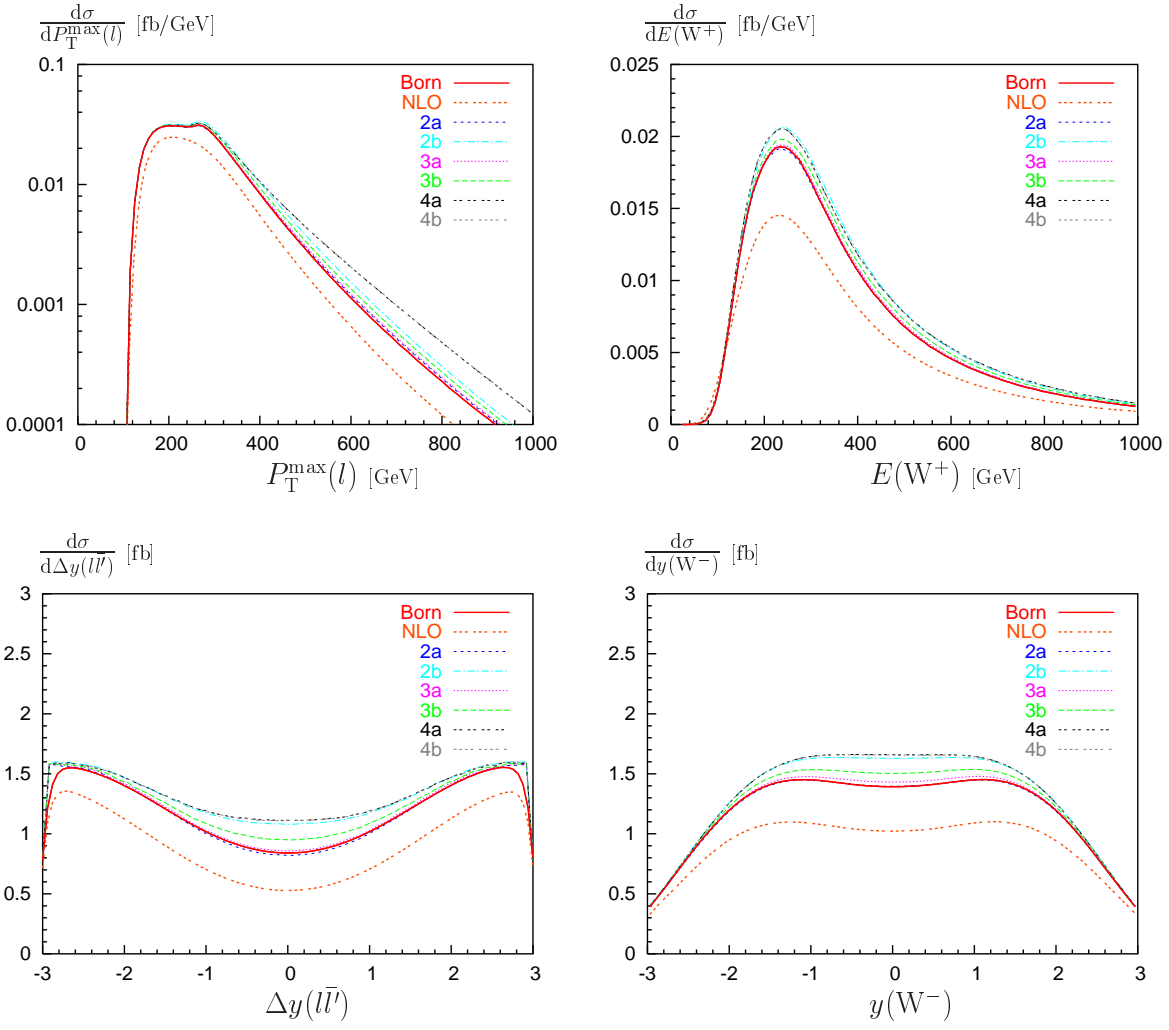 dσ/dP_T^max(l) [fb/GeV]
0.1
0.01
0.001
0.0001
Born
NLO
2a
2b
3a
3b
4a
4b
0 200 400 600 800 1000
P_T^max(l) [GeV]
dσ/dE(W+) [fb/GeV]
0.025
0.02
0.015
0.01
0.005
0
Born
NLO
2a
2b
3a
3b
4a
4b
0 200 400 600 800 1000
E(W+) [GeV]
dσ/dΔy(ll̄′) [fb]
3
2.5
2
1.5
1
0.5
0
Born
NLO
2a
2b
3a
3b
4a
4b
-3 -2 -1 0 1 2 3
Δy(ll̄′)
dσ/dy(W−) [fb]
3
2.5
2
1.5
1
0.5
0
Born
NLO
2a
2b
3a
3b
4a
4b
-3 -2 -1 0 1 2 3
y(W−)